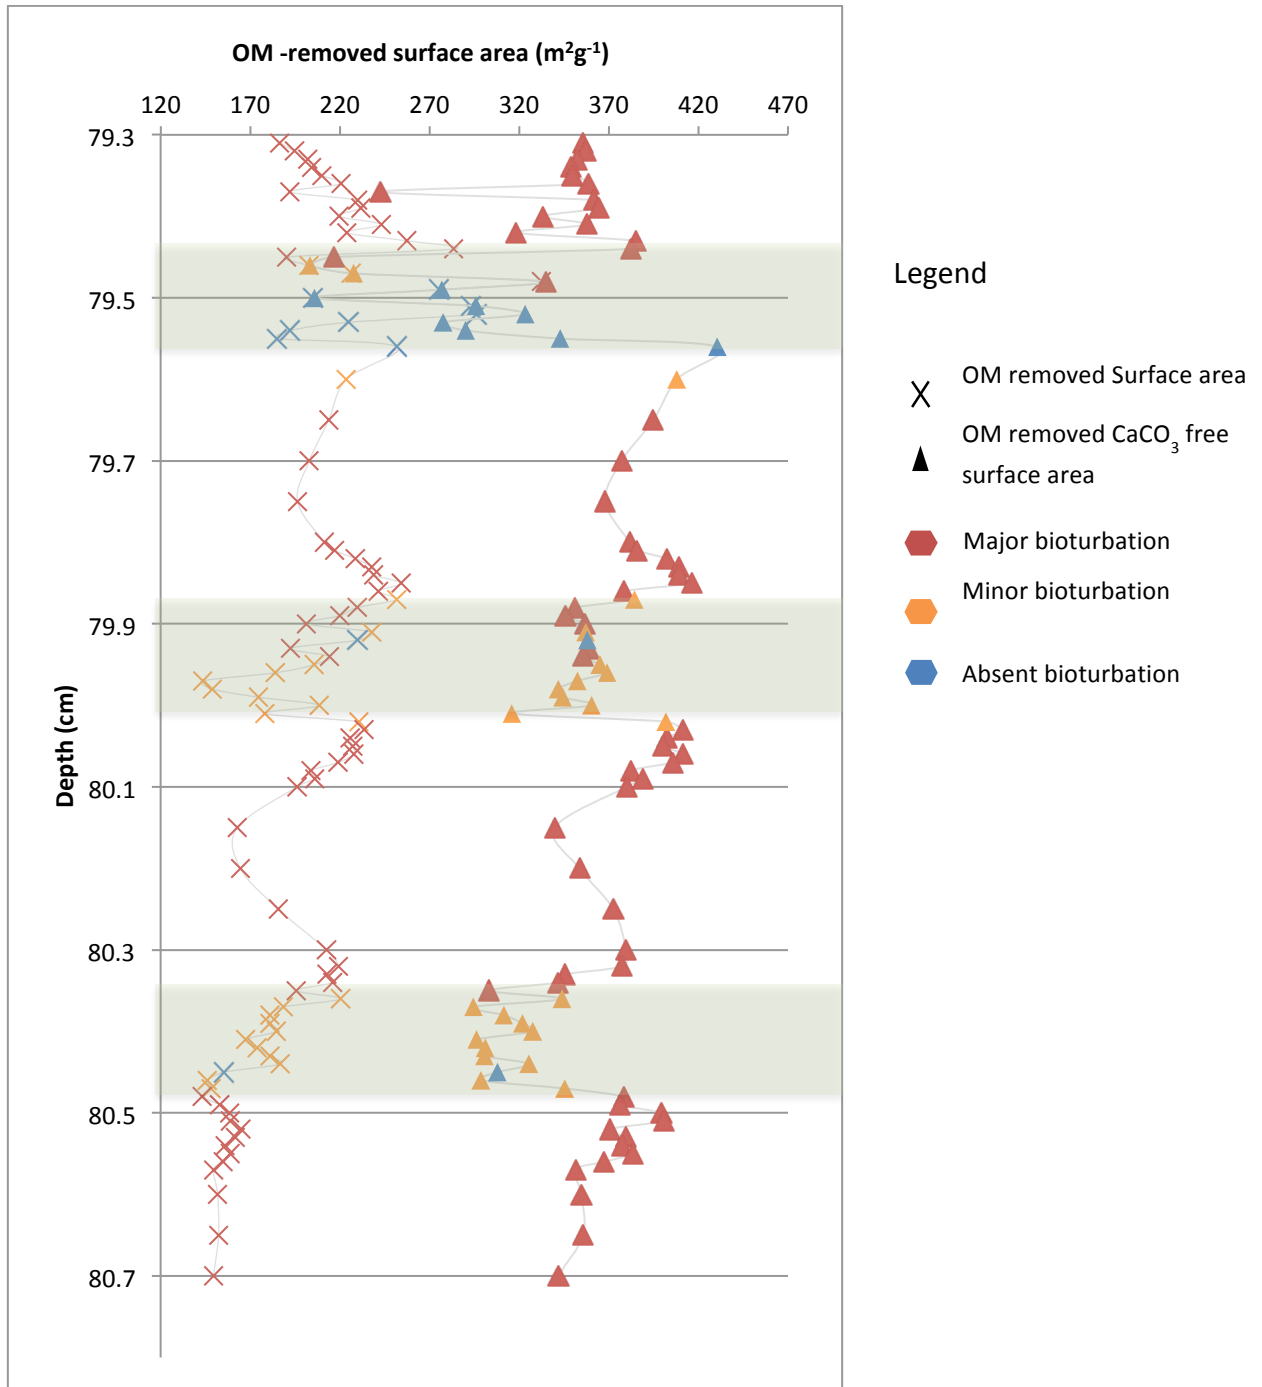 OM -removed surface area (m²g⁻¹)
120 170 220 270 320 370 420 470
79.3
79.5
79.7
79.9
80.1
80.3
80.5
80.7
Depth (cm)
Legend
OM removed Surface area
OM removed CaCO₃ free
surface area
Major bioturbation
Minor bioturbation
Absent bioturbation